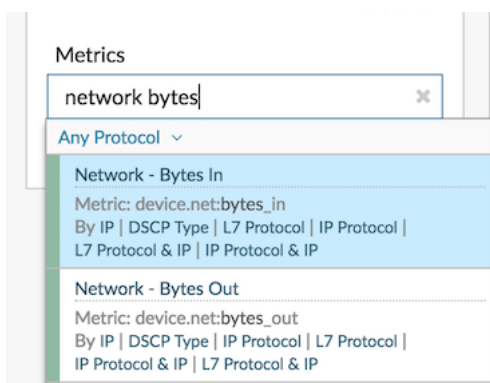 Metrics
network bytes
Any Protocol
Network - Bytes In
Metric: device.net:bytes_in
By IP | DSCP Type | L7 Protocol | IP Protocol |
L7 Protocol & IP | IP Protocol & IP
Network - Bytes Out
Metric: device.net:bytes_out
By IP | DSCP Type | IP Protocol | L7 Protocol |
IP Protocol & IP | L7 Protocol & IP